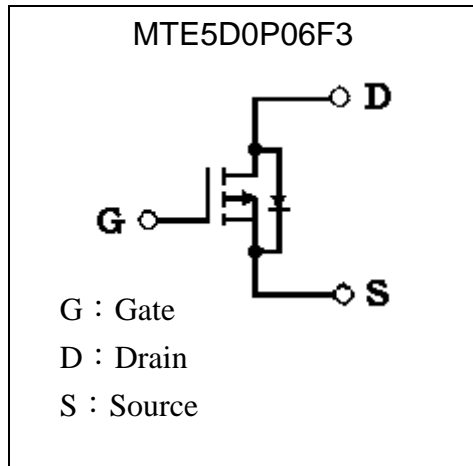 MTE5D0P06F3
D
G
S
G：Gate
D：Drain
S：Source